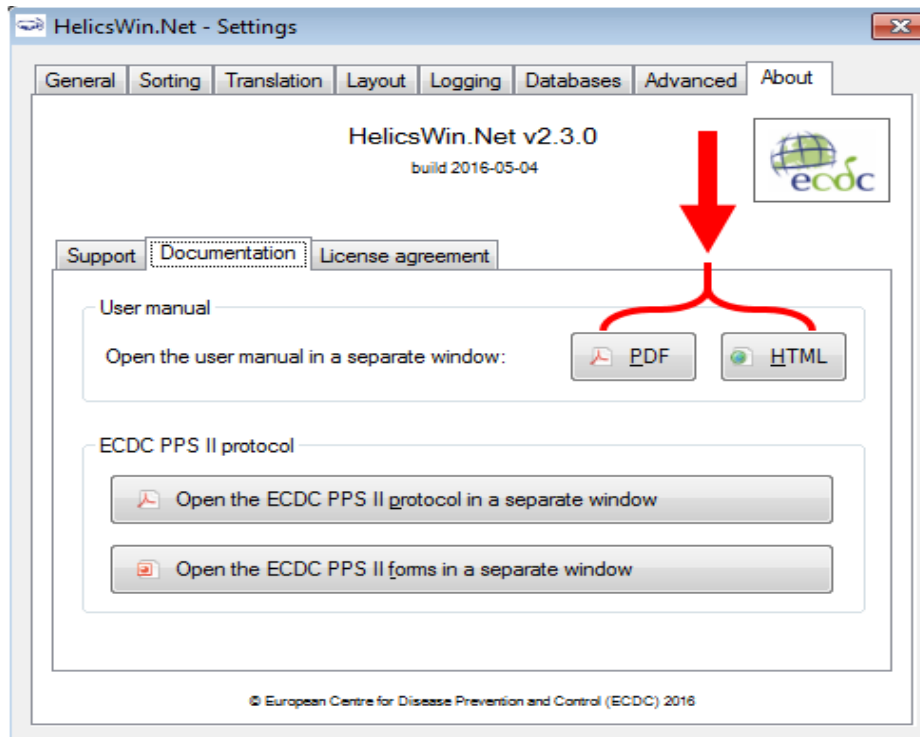 HelicsWin.Net - Settings
General Sorting Translation Layout Logging Databases Advanced About
HelicsWin.Net v2.3.0
build 2016-05-04
ecdc
Support Documentation License agreement
User manual
Open the user manual in a separate window: PDF HTML
ECDC PPS II protocol
Open the ECDC PPS II protocol in a separate window
Open the ECDC PPS II forms in a separate window
© European Centre for Disease Prevention and Control (ECDC) 2016